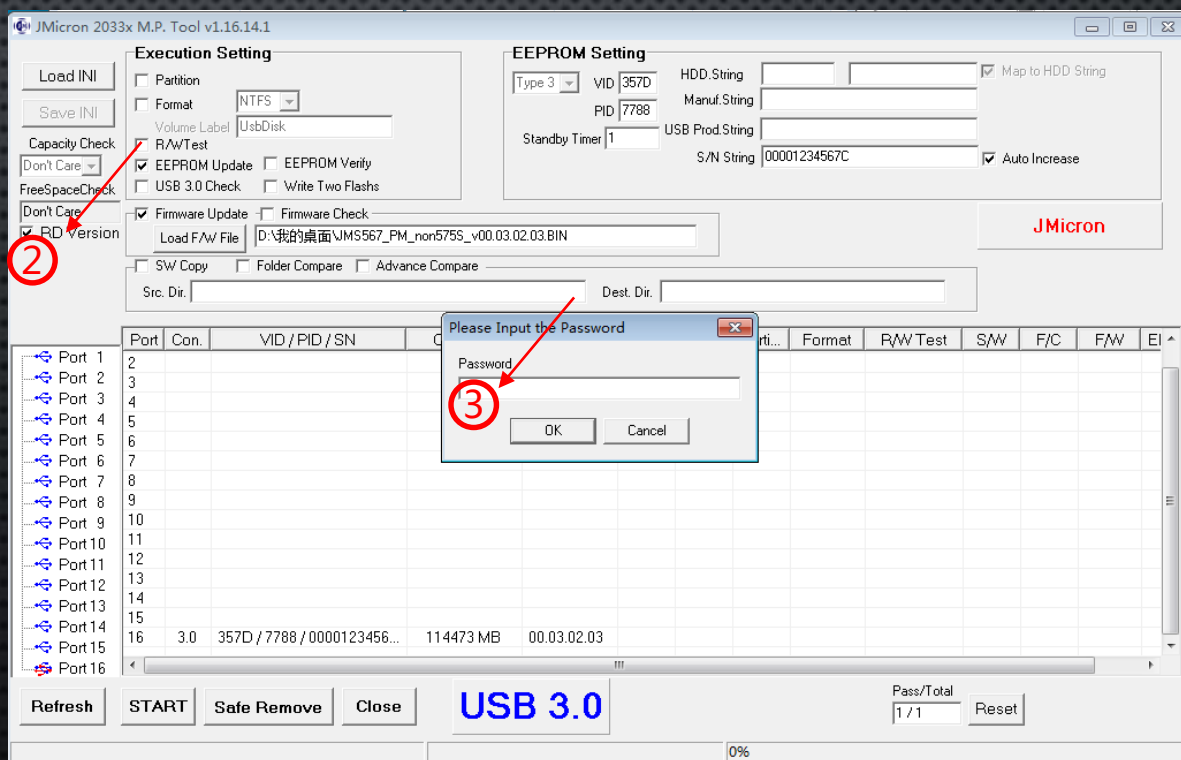 JMicron 2033x M.P. Tool v1.16.14.1
Load INI
Save INI
Capacity Check
Don't Care
FreeSpaceCheck
Don't Care
RD Version
②
Execution Setting
Partition
Format NTFS
Volume Label UsbDisk
R/W Test
EEPROM Update EEPROM Verify
USB 3.0 Check Write Two Flashs
EEPROM Setting
Type 3 VID 357D HDD.String Map to HDD String
PID 7788 Manuf.String
Standby Timer 1 USB Prod.String
S/N String 00001234567C Auto Increase
Firmware Update Firmware Check
Load F/W File D:\我的桌面\JMS567_PM_non575S_v00.03.02.03.BIN
JMicron
SW Copy Folder Compare Advance Compare
Src. Dir. Dest. Dir.
Please Input the Password
Password
③
OK Cancel
Port Con. VID / PID / SN Format R/W Test S/W F/C F/W
2
3
4
5
6
7
8
9
10
11
12
13
14
15
16 3.0 357D / 7788 / 0000123456... 114473 MB 00.03.02.03
Port 1
Port 2
Port 3
Port 4
Port 5
Port 6
Port 7
Port 8
Port 9
Port 10
Port 11
Port 12
Port 13
Port 14
Port 15
Port 16
Refresh START Safe Remove Close USB 3.0
Pass/Total
1 / 1 Reset
0%